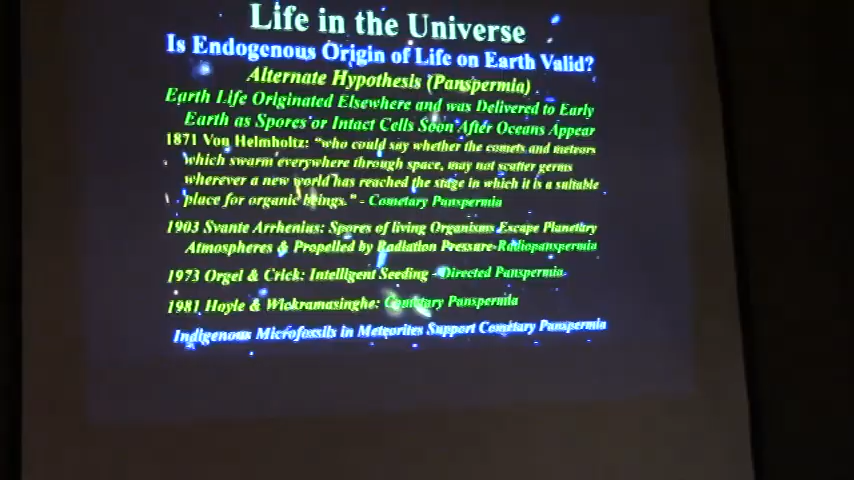 Life in the Universe
Is Endogenous Origin of Life on Earth Valid?
Alternate Hypothesis (Panspermia)
Earth Life Originated Elsewhere and was Delivered to Early
Earth as Spores or Intact Cells Soon After Oceans Appear
1871 Von Helmholtz: "who could say whether the comets and meteors
which swarm everywhere through space, may not scatter germs
wherever a new world has reached the stage in which it is a suitable
place for organic beings." - Cometary Panspermia
1903 Svante Arrhenius: Spores of living Organisms Escape Planetary
Atmospheres & Propelled by Radiation Pressure-Radiopanspermia
1973 Orgel & Crick: Intelligent Seeding - Directed Panspermia
1981 Hoyle & Wickramasinghe: Cometary Panspermia
Indigenous Microfossils in Meteorites Support Cometary Panspermia